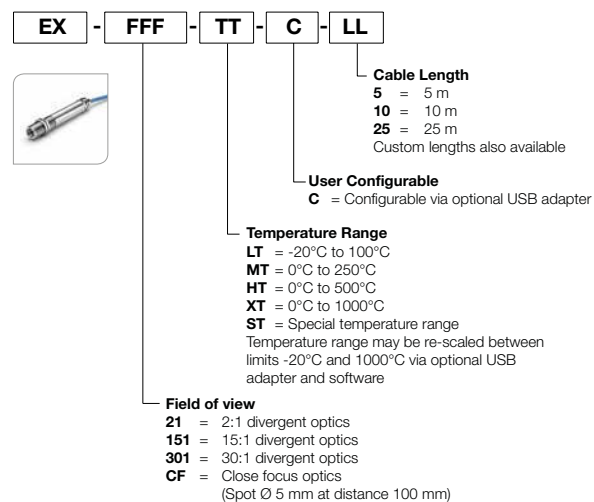 EX - FFF - TT - C - LL
Cable Length
5 = 5 m
10 = 10 m
25 = 25 m
Custom lengths also available
User Configurable
C = Configurable via optional USB adapter
Temperature Range
LT = -20°C to 100°C
MT = 0°C to 250°C
HT = 0°C to 500°C
XT = 0°C to 1000°C
ST = Special temperature range
Temperature range may be re-scaled between
limits -20°C and 1000°C via optional USB
adapter and software
Field of view
21 = 2:1 divergent optics
151 = 15:1 divergent optics
301 = 30:1 divergent optics
CF = Close focus optics
(Spot Ø 5 mm at distance 100 mm)